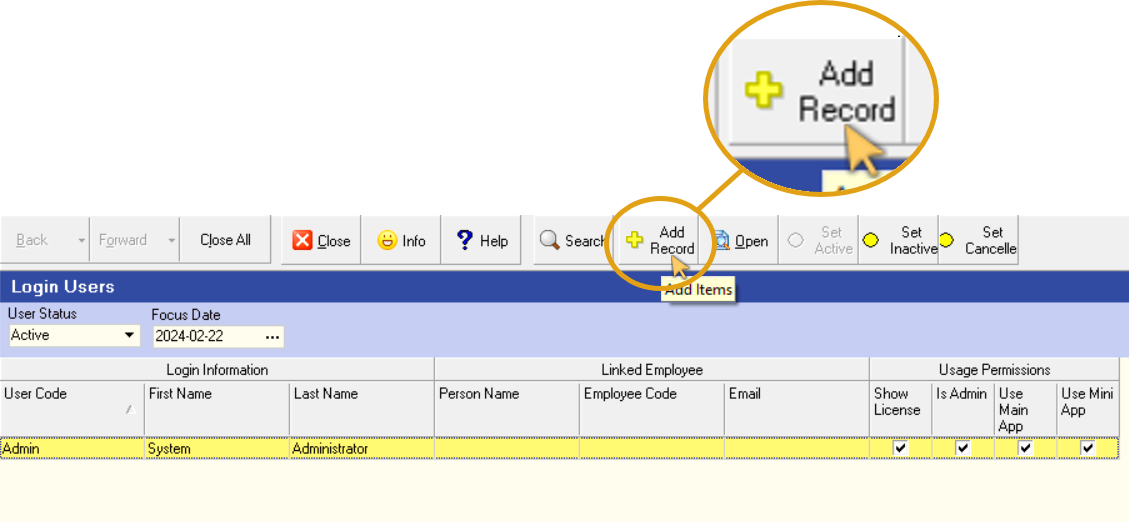 Add
Record
Back
Forward
Close All
Close
Info
Help
Search
Add
Record
Open
Set
Active
Set
Inactive
Set
Cancelle
Add Items
Login Users
User Status
Focus Date
Active
2024-02-22
...
Login Information
Linked Employee
Usage Permissions
User Code
First Name
Last Name
Person Name
Employee Code
Email
Show
License
Is Admin
Use
Main
App
Use Mini
App
Admin
System
Administrator